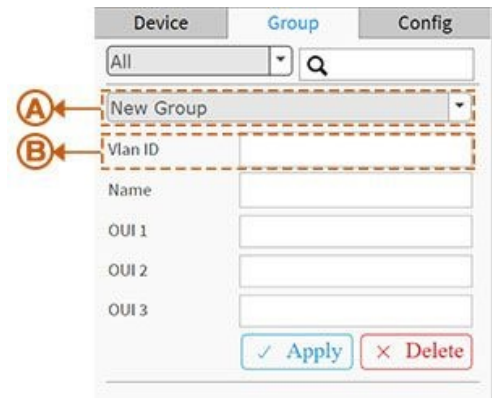 Device Group Config
All
A New Group
B Vlan ID
Name
OUI 1
OUI 2
OUI 3
✓ Apply × Delete